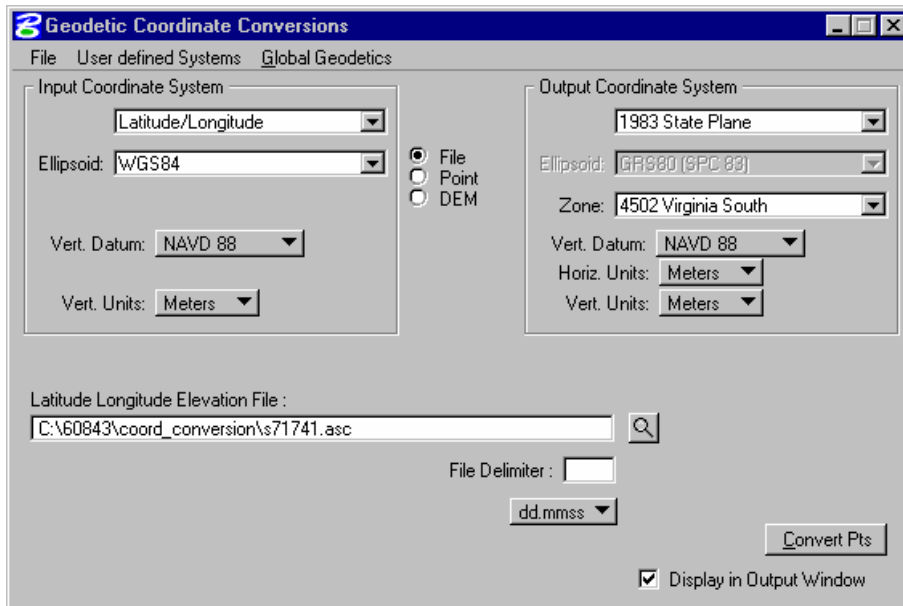 Geodetic Coordinate Conversions
File User defined Systems Global Geodetics
Input Coordinate System
Latitude/Longitude
Ellipsoid: WGS84
Vert. Datum: NAVD 88
Vert. Units: Meters
File
Point
DEM
Output Coordinate System
1983 State Plane
Ellipsoid: GRS80 (SPC 83)
Zone: 4502 Virginia South
Vert. Datum: NAVD 88
Horiz. Units: Meters
Vert. Units: Meters
Latitude Longitude Elevation File :
C:\60843\coord_conversion\s71741.asc
File Delimiter :
dd.mmss
Convert Pts
Display in Output Window